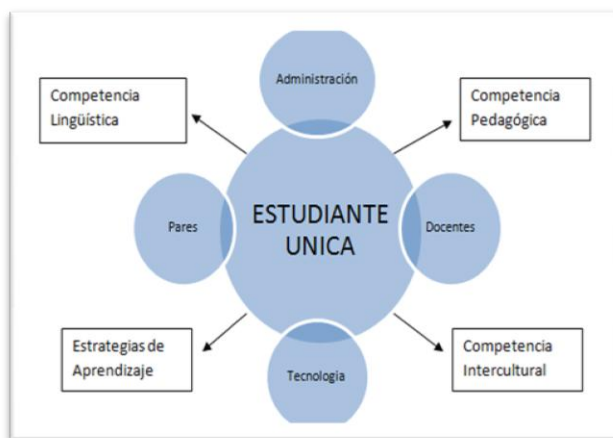 Administración
Competencia
Lingüística
Competencia
Pedagógica
Pares
ESTUDIANTE
UNICA
Docentes
Estrategias de
Aprendizaje
Tecnologia
Competencia
Intercultural